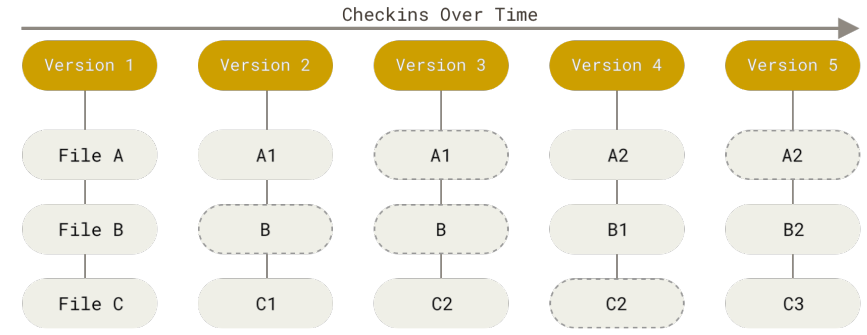 Checkins Over Time
Version 1 Version 2 Version 3 Version 4 Version 5
File A A1 A1 A2 A2
File B B B B1 B2
File C C1 C2 C2 C3